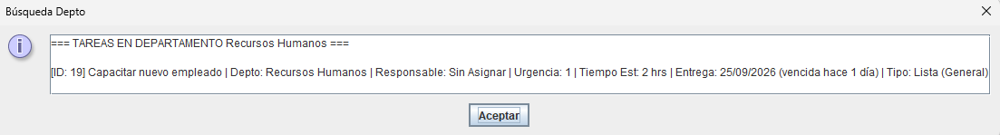 Búsqueda Depto
=== TAREAS EN DEPARTAMENTO Recursos Humanos ===
[ID: 19] Capacitar nuevo empleado | Depto: Recursos Humanos | Responsable: Sin Asignar | Urgencia: 1 | Tiempo Est: 2 hrs | Entrega: 25/09/2026 (vencida hace 1 día) | Tipo: Lista (General)
Aceptar